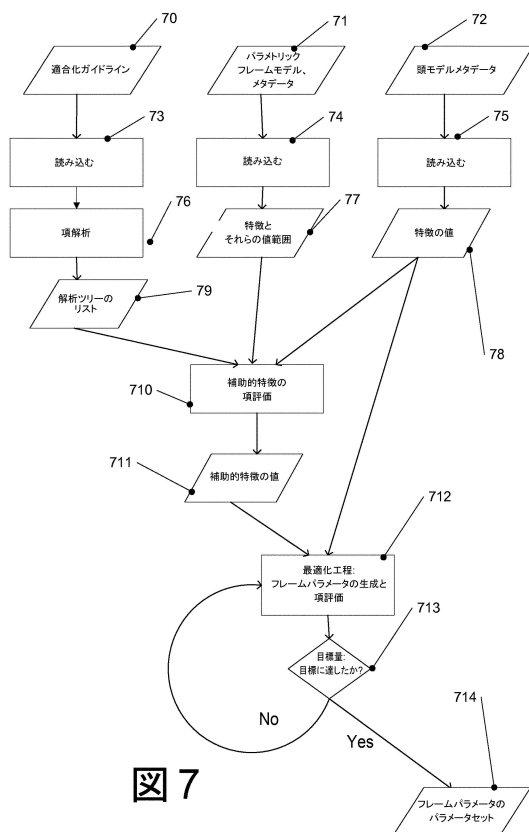 70
適合化ガイドライン
71
パラメトリック
フレームモデル、
メタデータ
72
頭モデルメタデータ
73
読み込む
74
読み込む
75
読み込む
76
項解析
77
特徴と
それらの値範囲
特徴の値
78
79
解析ツリーの
リスト
710
補助的特徴の
項評価
711
補助的特徴の値
712
最適化工程:
フレームパラメータの生成と
項評価
713
目標量:
目標に達したか?
No
Yes
714
フレームパラメータの
パラメータセット
図7